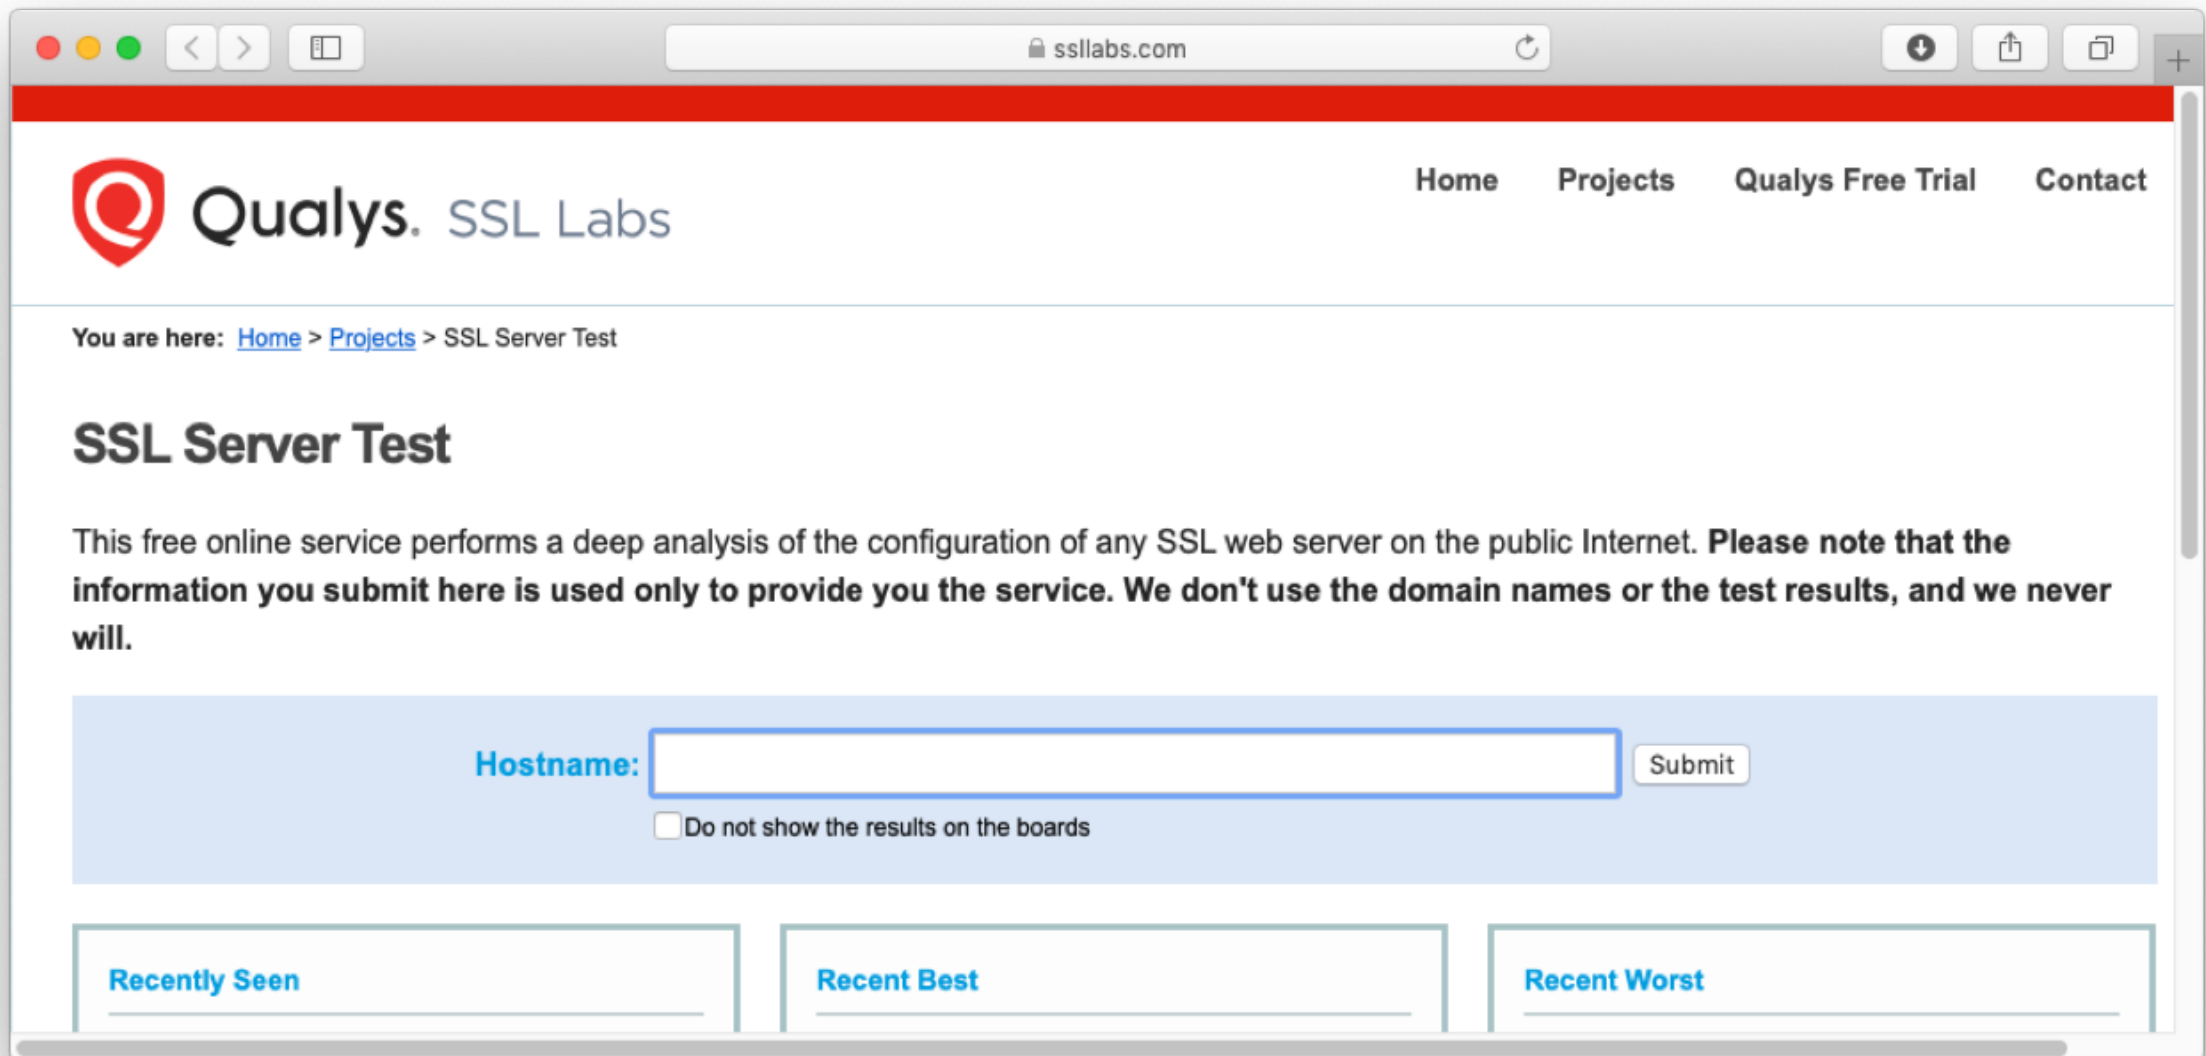 ssllabs.com
Qualys. SSL Labs
Home Projects Qualys Free Trial Contact
You are here: Home > Projects > SSL Server Test
SSL Server Test
This free online service performs a deep analysis of the configuration of any SSL web server on the public Internet. Please note that the
information you submit here is used only to provide you the service. We don't use the domain names or the test results, and we never
will.
Hostname: Submit
Do not show the results on the boards
Recently Seen Recent Best Recent Worst